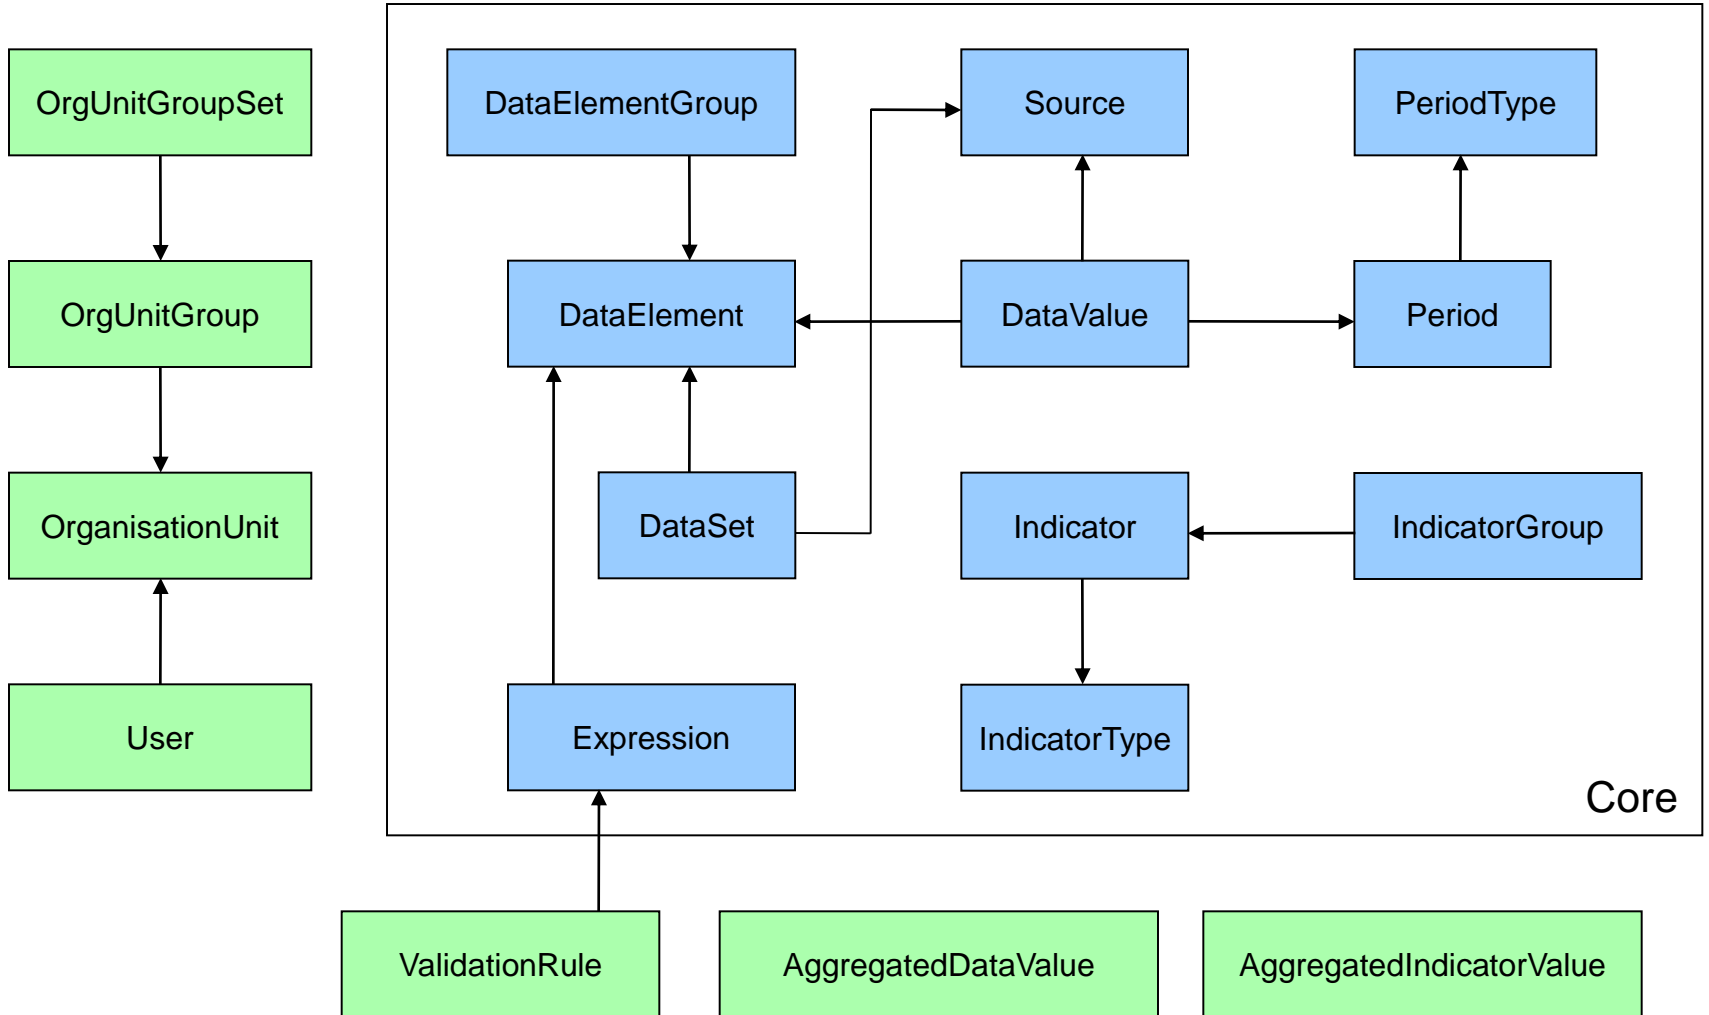 OrgUnitGroupSet
DataElementGroup
Source
PeriodType
OrgUnitGroup
DataElement
DataValue
Period
OrganisationUnit
DataSet
Indicator
IndicatorGroup
User
Expression
IndicatorType
Core
ValidationRule
AggregatedDataValue
AggregatedIndicatorValue